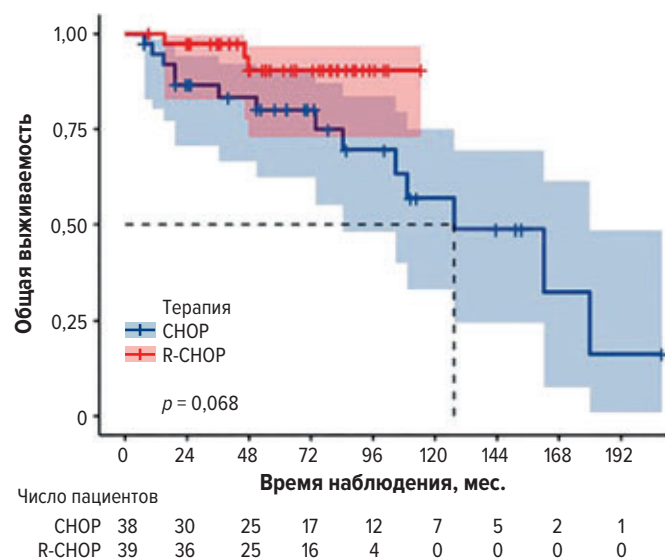 1,00
0,75
0,50
0,25
0
Общая выживаемость
Терапия
CHOP
R-CHOP
p = 0,068
0 24 48 72 96 120 144 168 192
Время наблюдения, мес.
Число пациентов
CHOP 38 30 25 17 12 7 5 2 1
R-CHOP 39 36 25 16 4 0 0 0 0